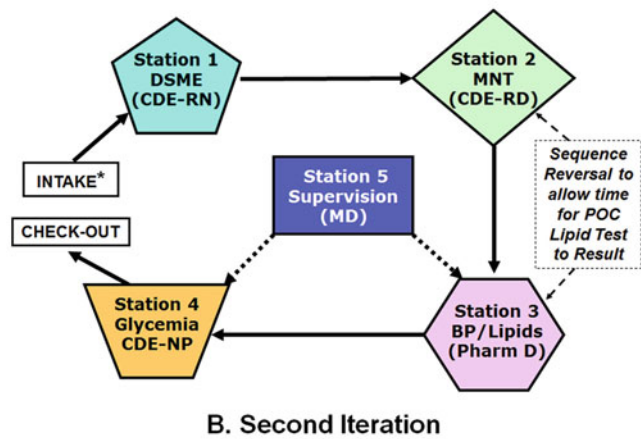 Station 1
DSME
(CDE-RN)
Station 2
MNT
(CDE-RD)
INTAKE*
Station 5
Supervision
(MD)
Sequence
Reversal to
allow time
for POC
Lipid Test
to Result
CHECK-OUT
Station 4
Glycemia
CDE-NP
Station 3
BP/Lipids
(Pharm D)
B. Second Iteration